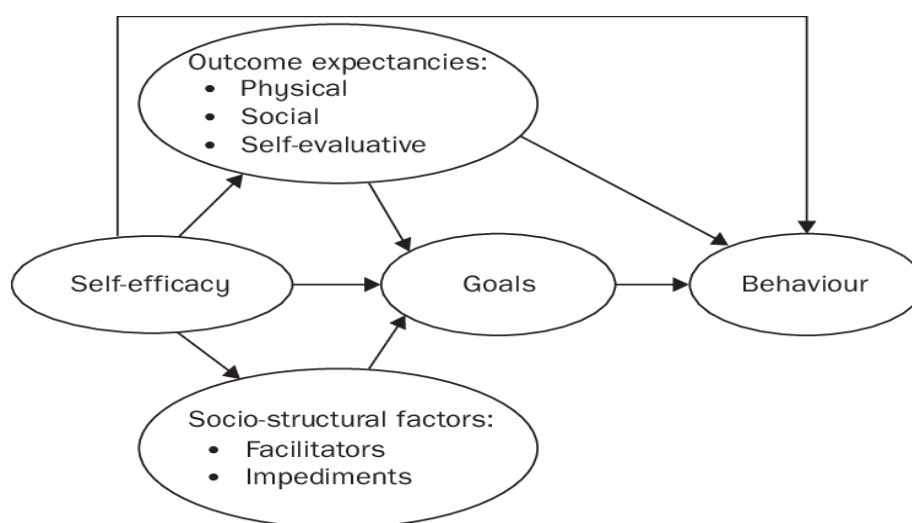 Outcome expectancies:
• Physical
• Social
• Self-evaluative
Self-efficacy
Goals
Behaviour
Socio-structural factors:
• Facilitators
• Impediments